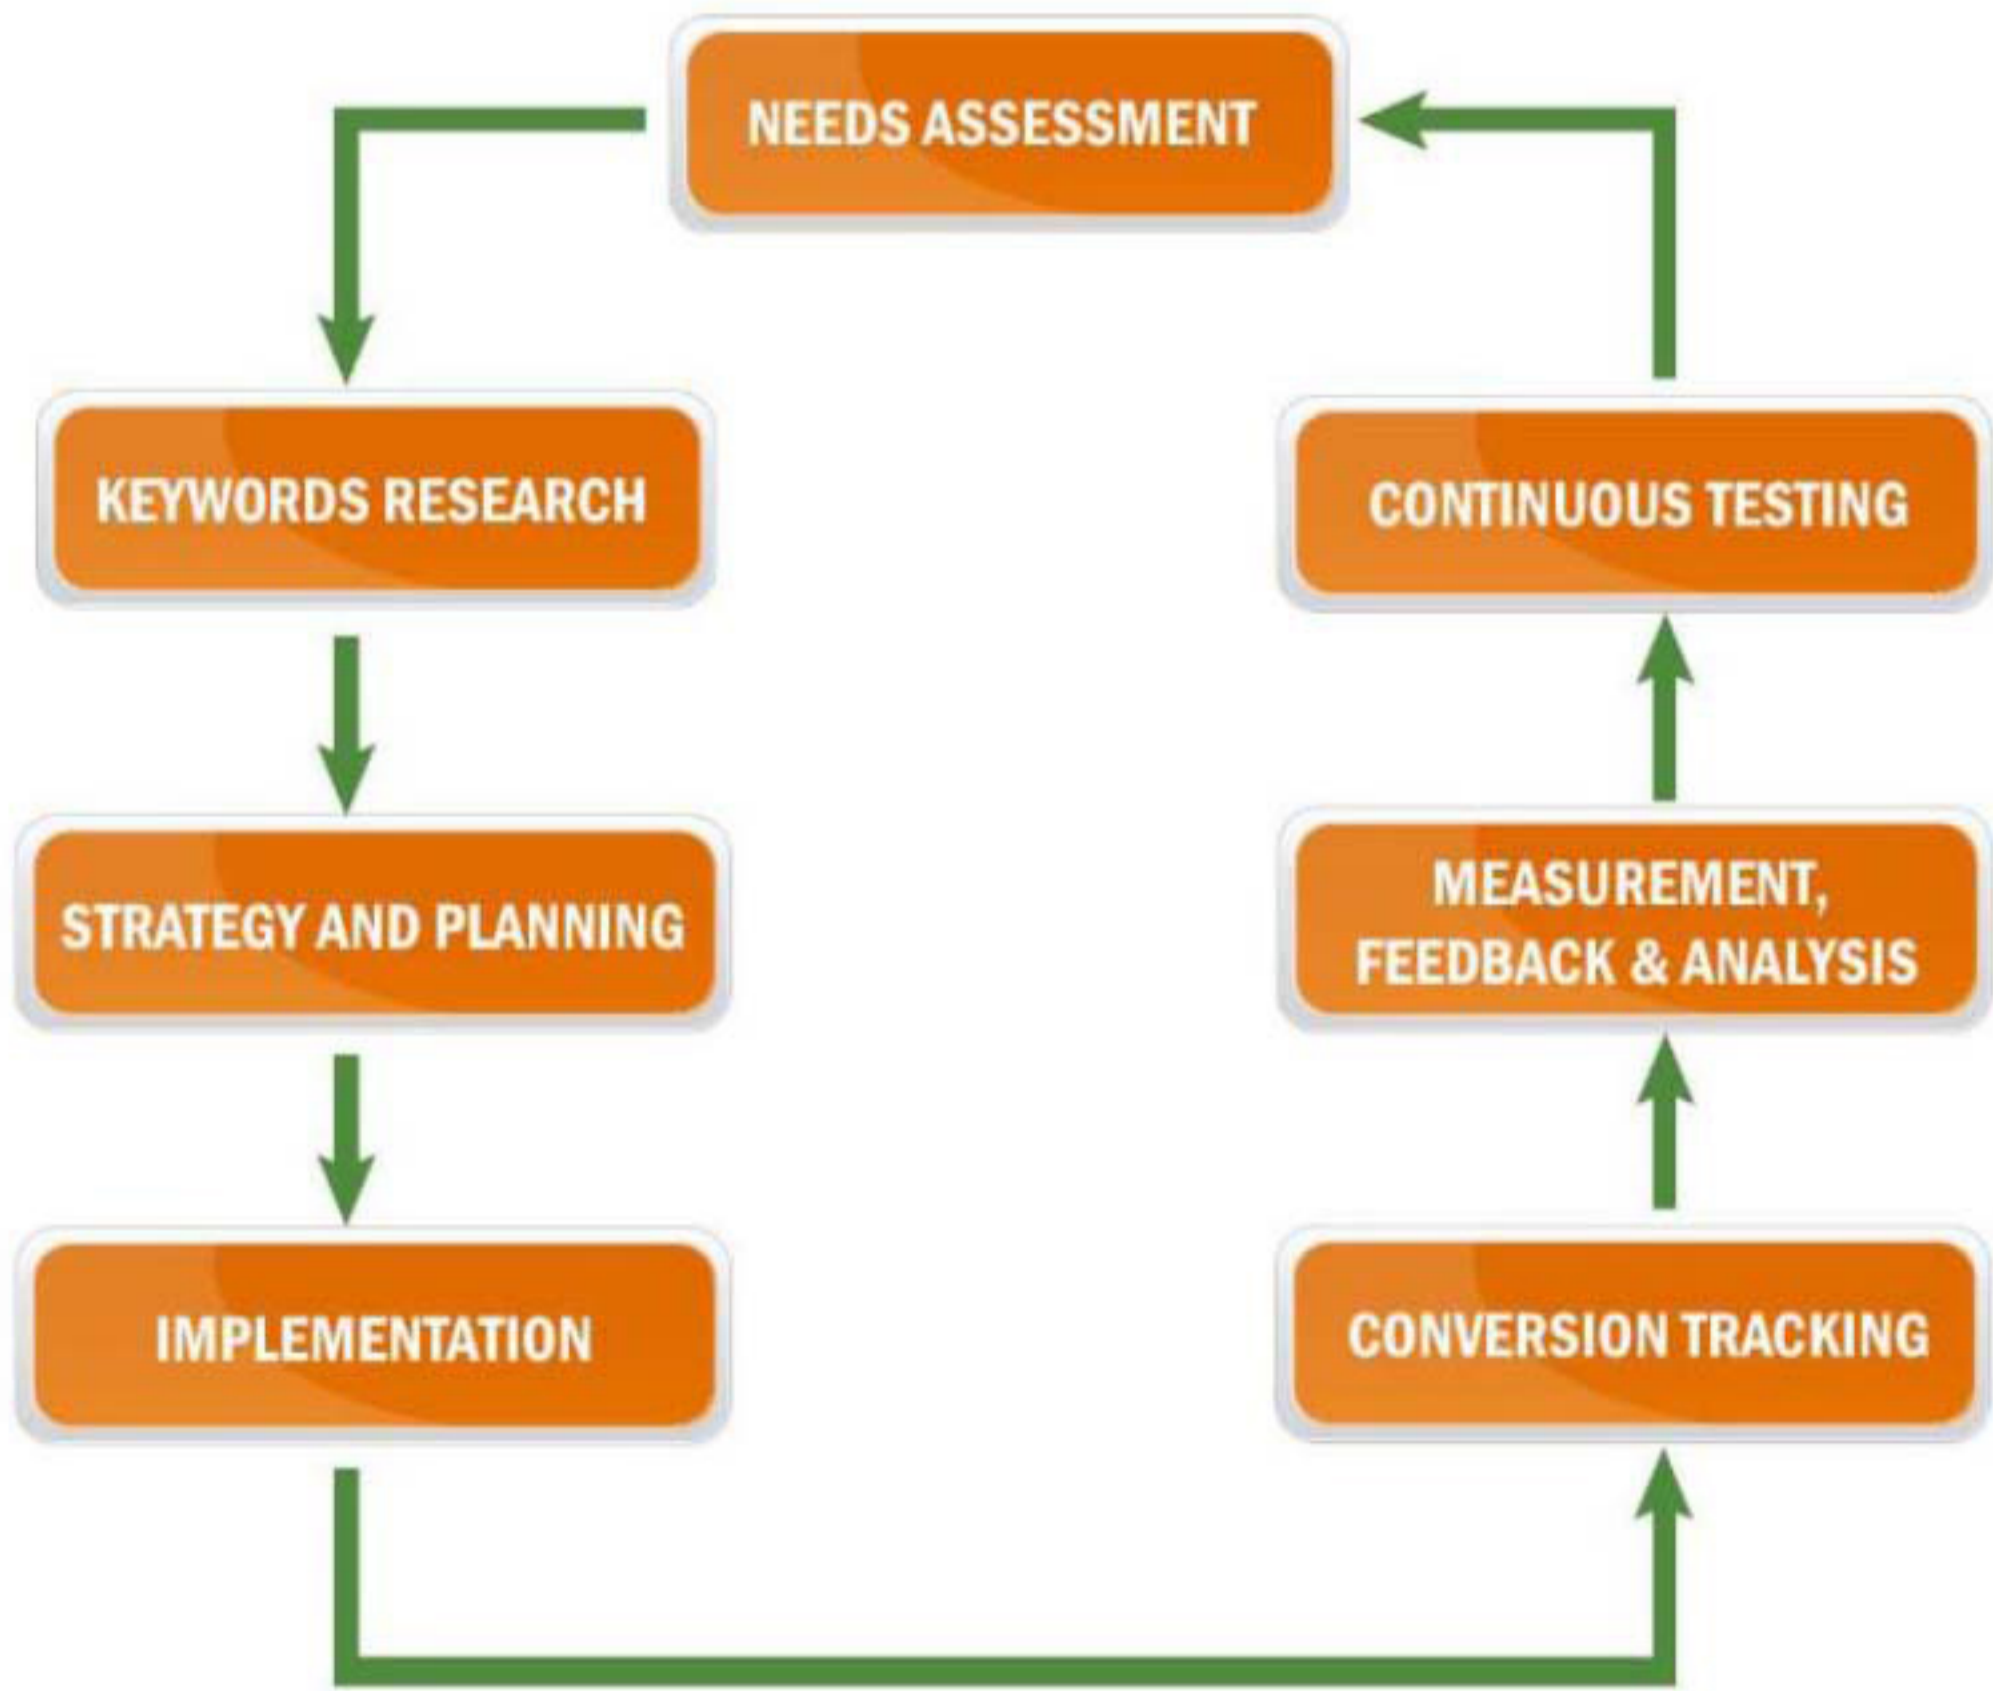 NEEDS ASSESSMENT
KEYWORDS RESEARCH
STRATEGY AND PLANNING
IMPLEMENTATION
CONVERSION TRACKING
MEASUREMENT,
FEEDBACK & ANALYSIS
CONTINUOUS TESTING